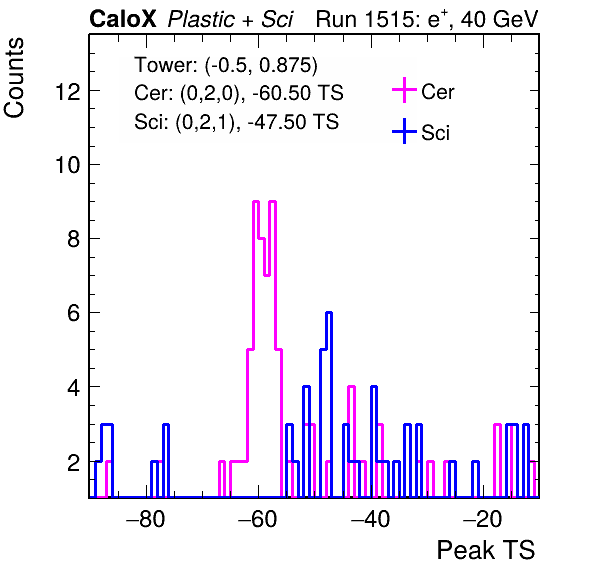 CaloX Plastic + Sci Run 1515: e⁺, 40 GeV
Counts
Tower: (-0.5, 0.875)
Cer: (0,2,0), -60.50 TS
Sci: (0,2,1), -47.50 TS
Cer
Sci
12
10
8
6
4
2
−80 −60 −40 −20
Peak TS